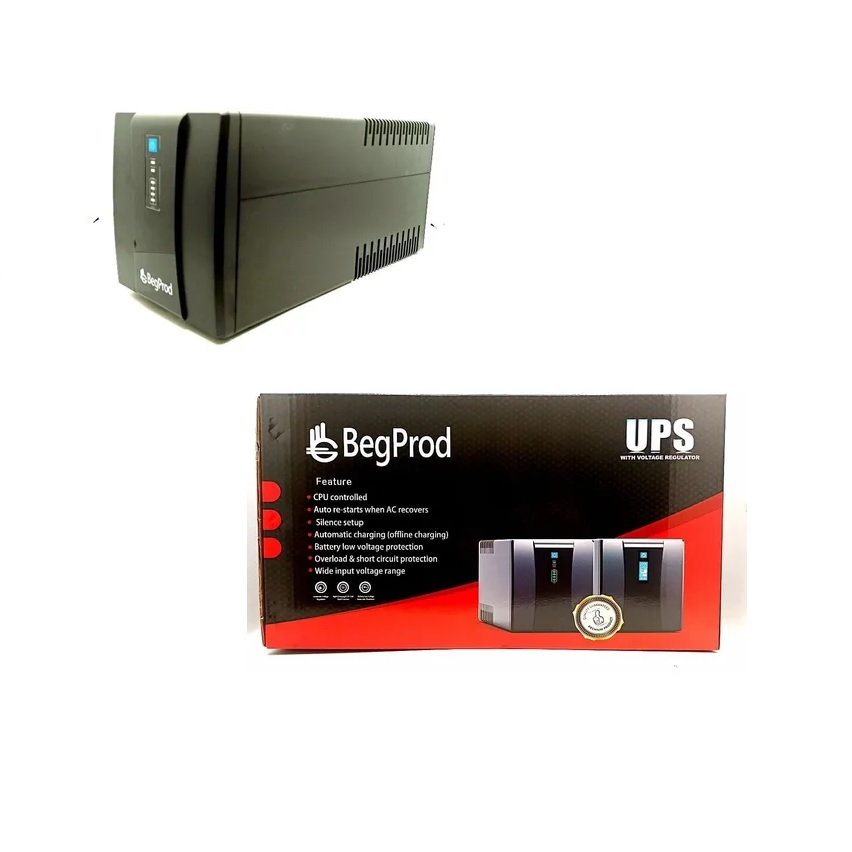 BegProd
BegProd
UPS
WITH VOLTAGE REGULATOR
Feature
CPU controlled
Auto re-starts when AC recovers
Silence setup
Automatic charging (offline charging)
Battery low voltage protection
Overload & short circuit protection
Wide input voltage range